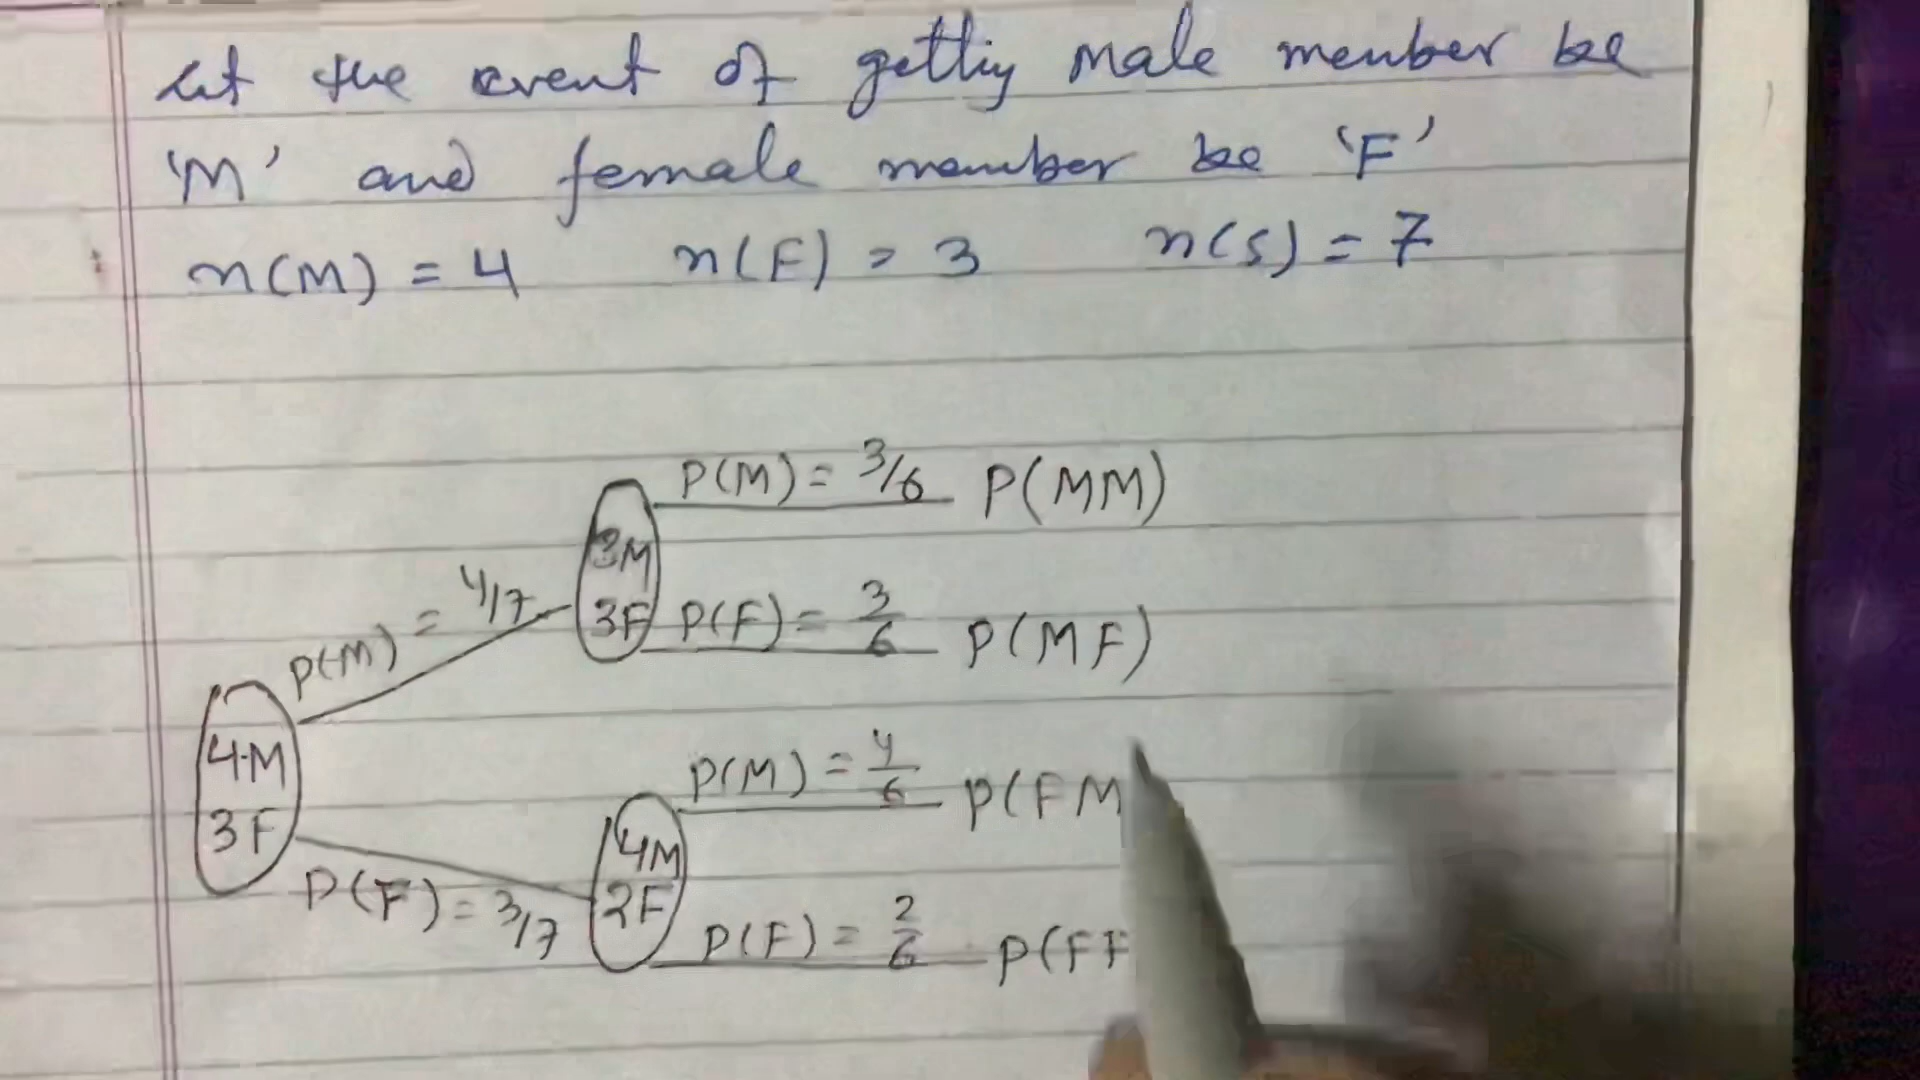 Let the event of getting male member be
'M' and female member be 'F'
n(M) = 4 n(F) = 3 n(S) = 7
P(M) = 3/6 P(MM)
3M
3F P(F) = 3/6 P(MF)
P(M) = 4/7
4M
3F
P(F) = 3/7
P(M) = 4/6 P(FM
4M
2F
P(F) = 2/6 P(FF